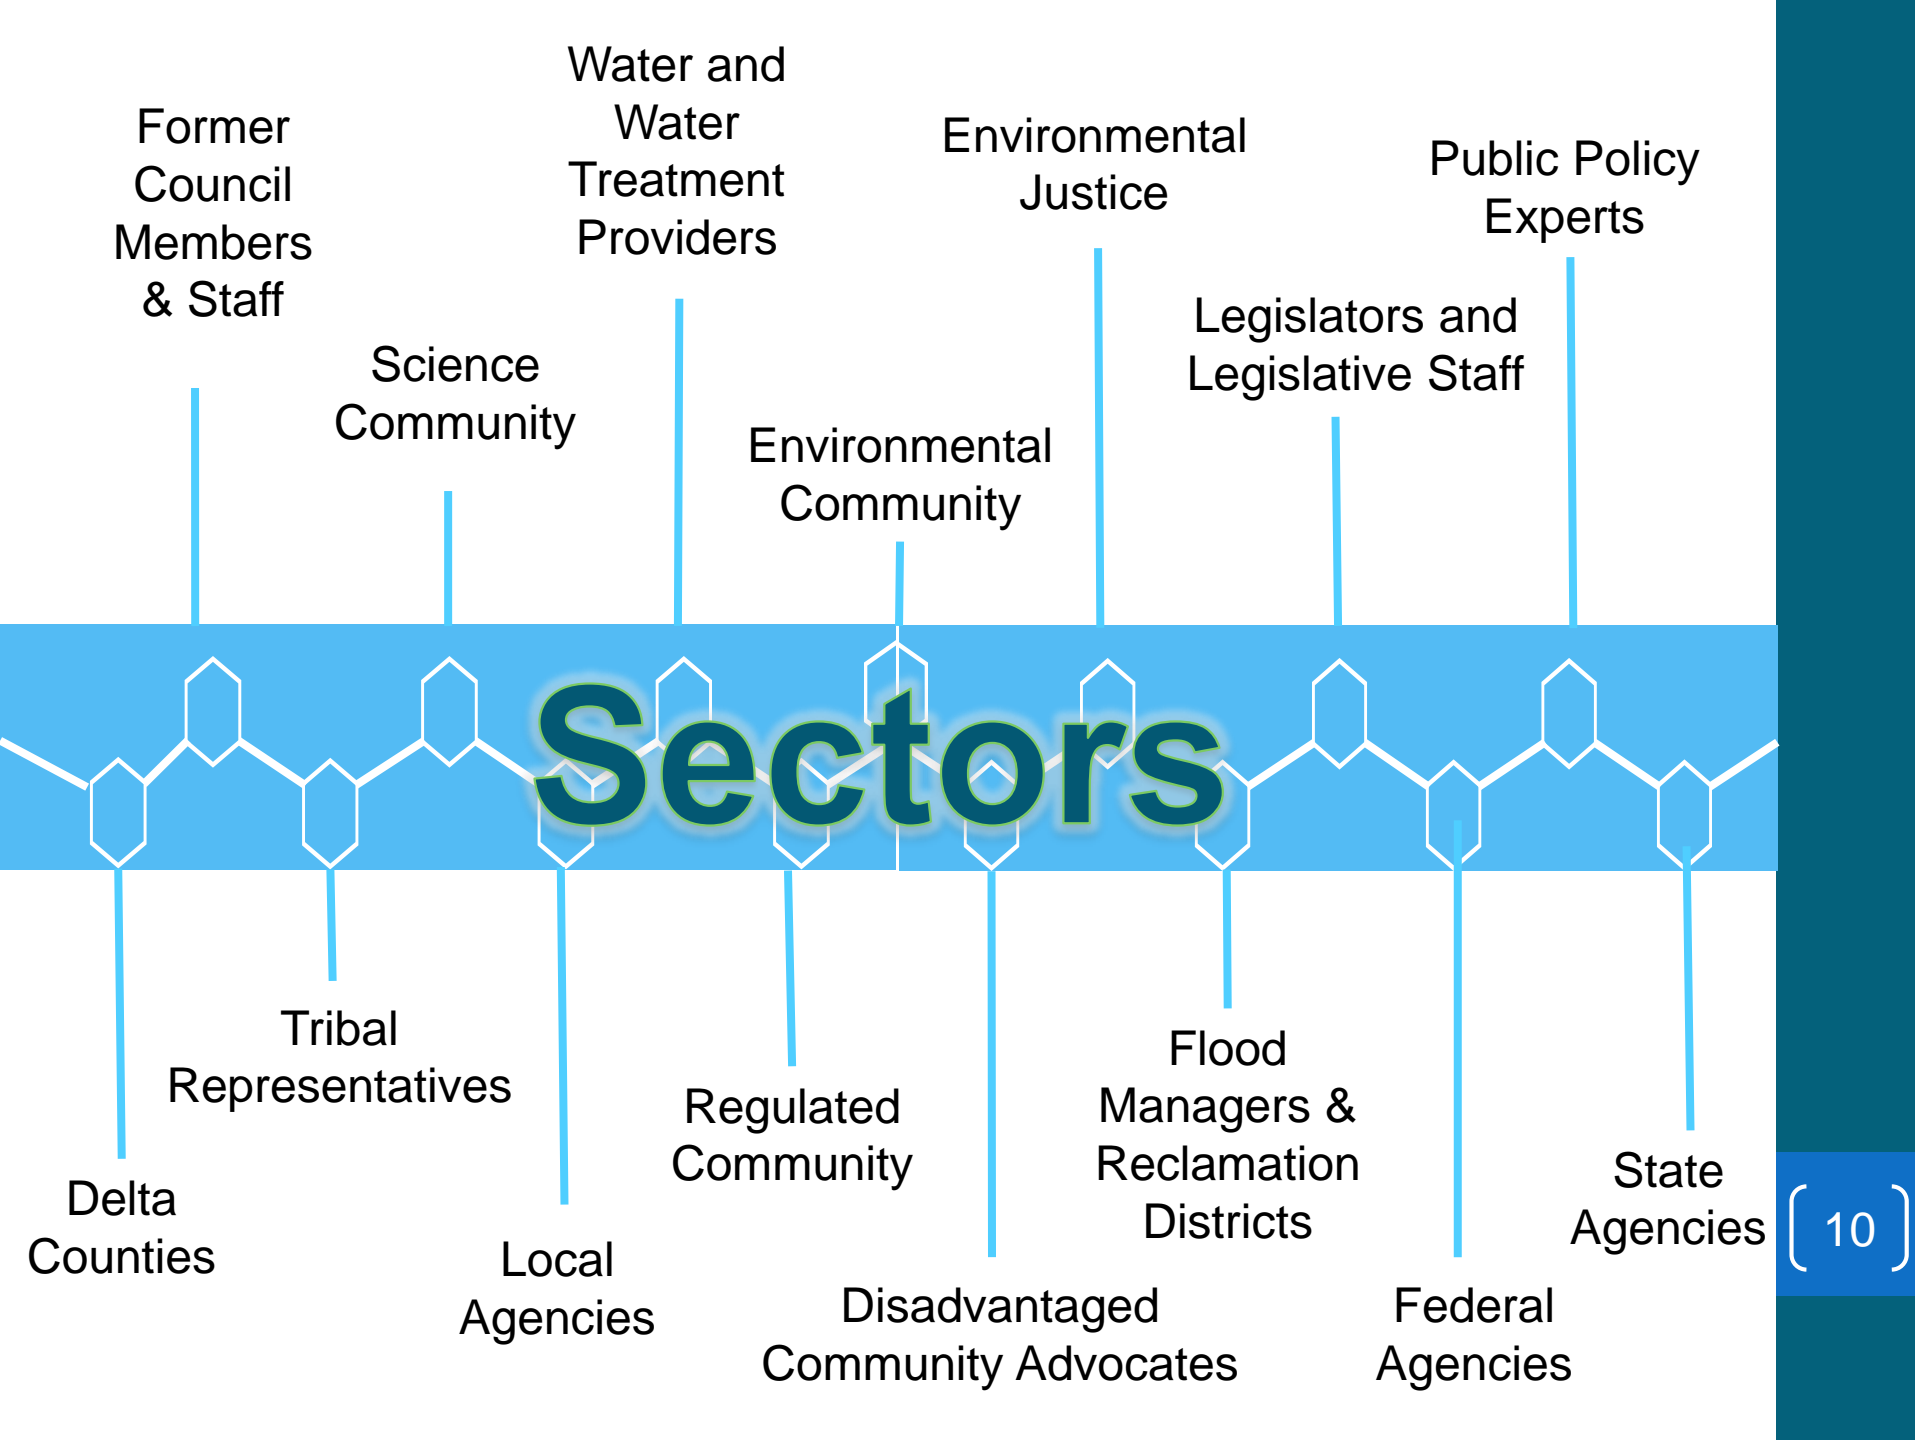 Former
Council
Members
& Staff
Science
Community
Water and
Water
Treatment
Providers
Environmental
Community
Environmental
Justice
Legislators and
Legislative Staff
Public Policy
Experts
Sectors
Delta
Counties
Tribal
Representatives
Local
Agencies
Regulated
Community
Disadvantaged
Community Advocates
Flood
Managers &
Reclamation
Districts
Federal
Agencies
State
Agencies
10